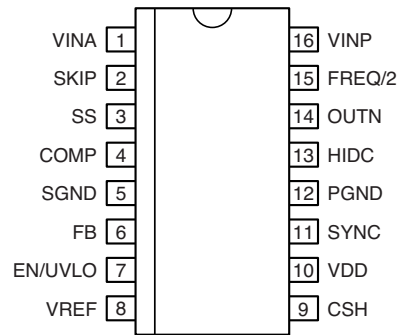 VINA 1 16 VINP
SKIP 2 15 FREQ/2
SS 3 14 OUTN
COMP 4 13 HIDC
SGND 5 12 PGND
FB 6 11 SYNC
EN/UVLO 7 10 VDD
VREF 8 9 CSH